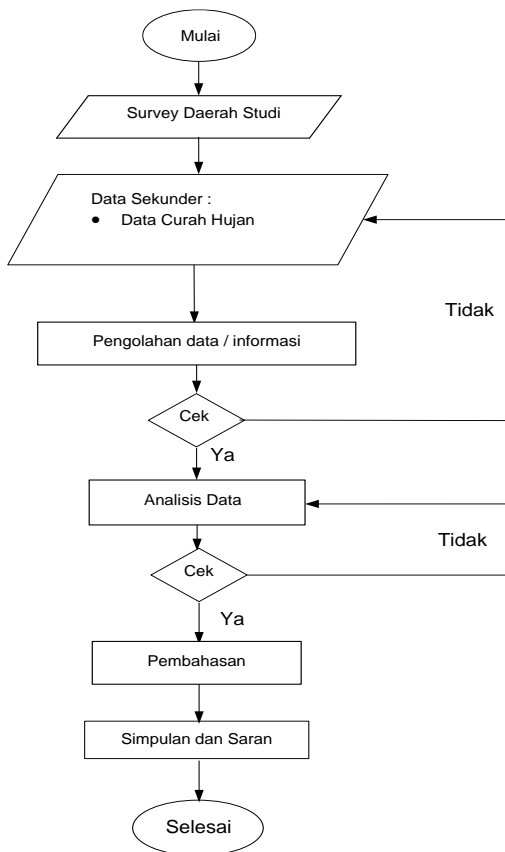 Mulai
Survey Daerah Studi
Data Sekunder :
• Data Curah Hujan
Tidak
Pengolahan data / informasi
Cek
Ya
Analisis Data
Tidak
Cek
Ya
Pembahasan
Simpulan dan Saran
Selesai